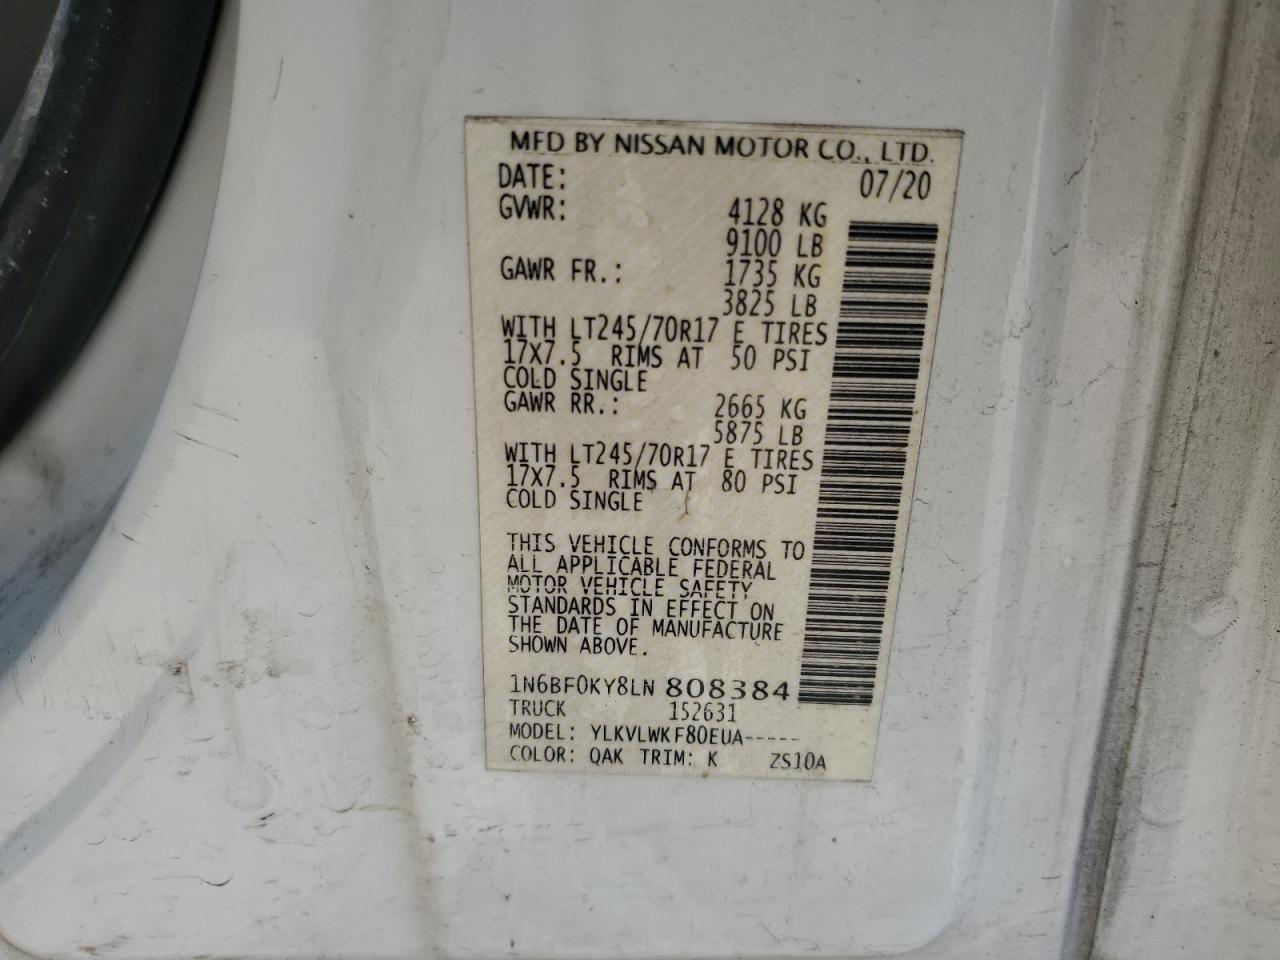 MFD BY NISSAN MOTOR CO., LTD.
DATE: 07/20
GVWR: 4128 KG
9100 LB
GAWR FR.: 1735 KG
3825 LB
WITH LT245/70R17 E TIRES
17X7.5 RIMS AT 50 PSI
COLD SINGLE
GAWR RR.: 2665 KG
5875 LB
WITH LT245/70R17 E TIRES
17X7.5 RIMS AT 80 PSI
COLD SINGLE
THIS VEHICLE CONFORMS TO
ALL APPLICABLE FEDERAL
MOTOR VEHICLE SAFETY
STANDARDS IN EFFECT ON
THE DATE OF MANUFACTURE
SHOWN ABOVE.
1N6BF0KY8LN 808384
TRUCK 152631
MODEL: YLKVLWKF80EUA-----
COLOR: QAK TRIM: K ZS10A